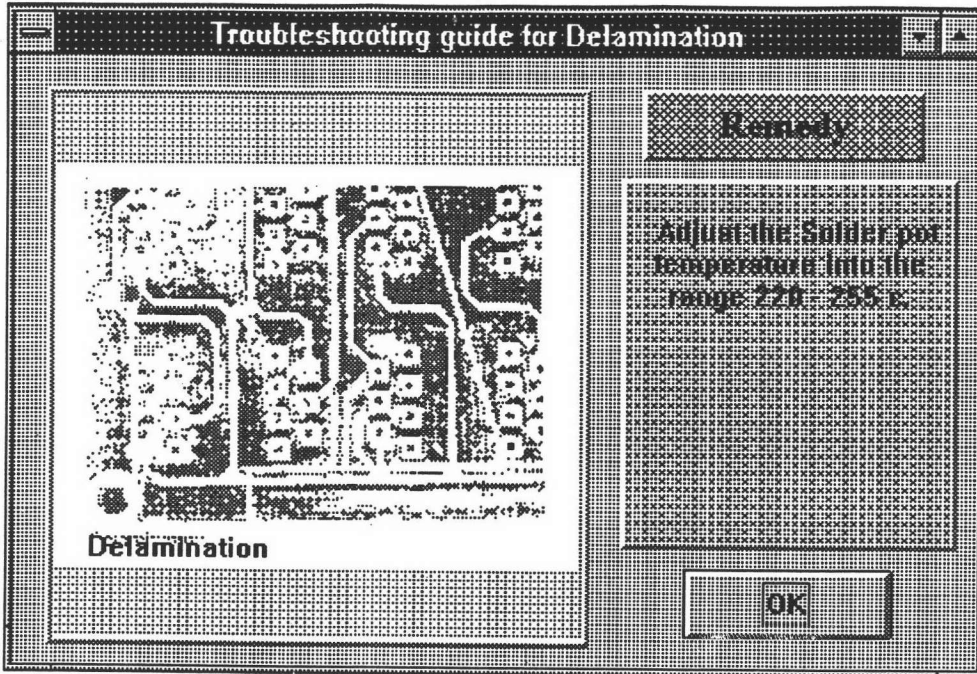 Troubleshooting guide for Delamination
Remedy
Adjust the Solder pot
temperature into the
range 220 - 255 c.
Delamination
OK